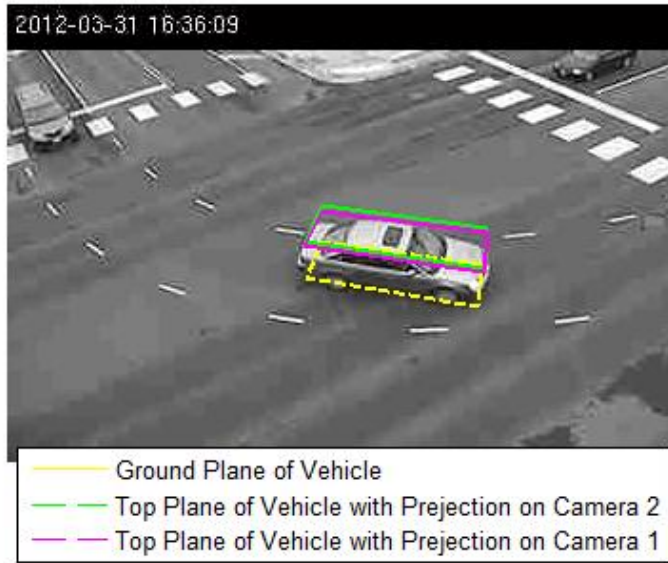 2012-03-31 16:36:09
Ground Plane of Vehicle
Top Plane of Vehicle with Prejection on Camera 2
Top Plane of Vehicle with Prejection on Camera 1